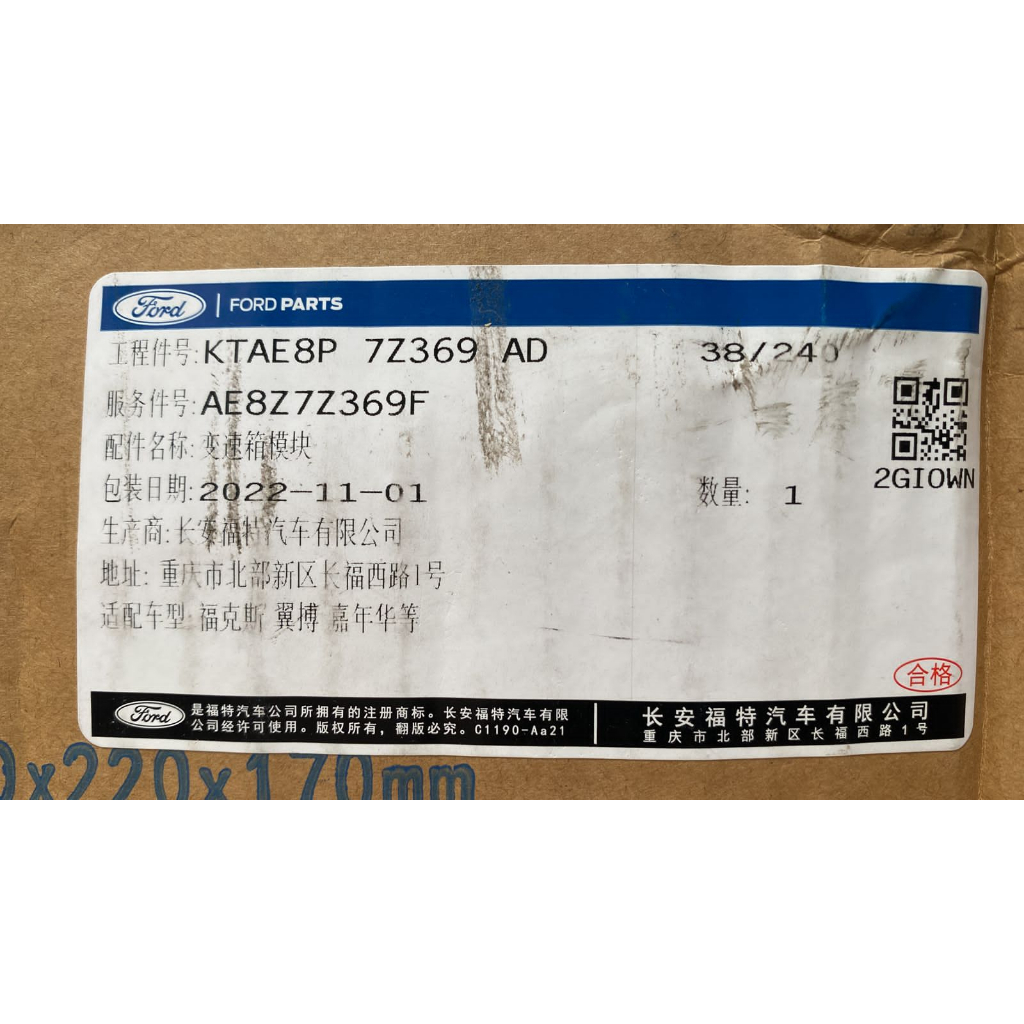 Ford | FORD PARTS
工程件号: KTAE8P 7Z369 AD 38/240
服务件号: AE8Z7Z369F
配件名称: 变速箱模块
包装日期: 2022-11-01 数量: 1
2GIOWN
生产商: 长安福特汽车有限公司
地址: 重庆市北部新区长福西路1号
适配车型: 福克斯 翼搏 嘉年华等
合格
Ford 是福特汽车公司所拥有的注册商标。长安福特汽车有限
公司经许可使用。版权所有，翻版必究。C1190-Aa21
长安福特汽车有限公司
重庆市北部新区长福西路1号
x220x170mm